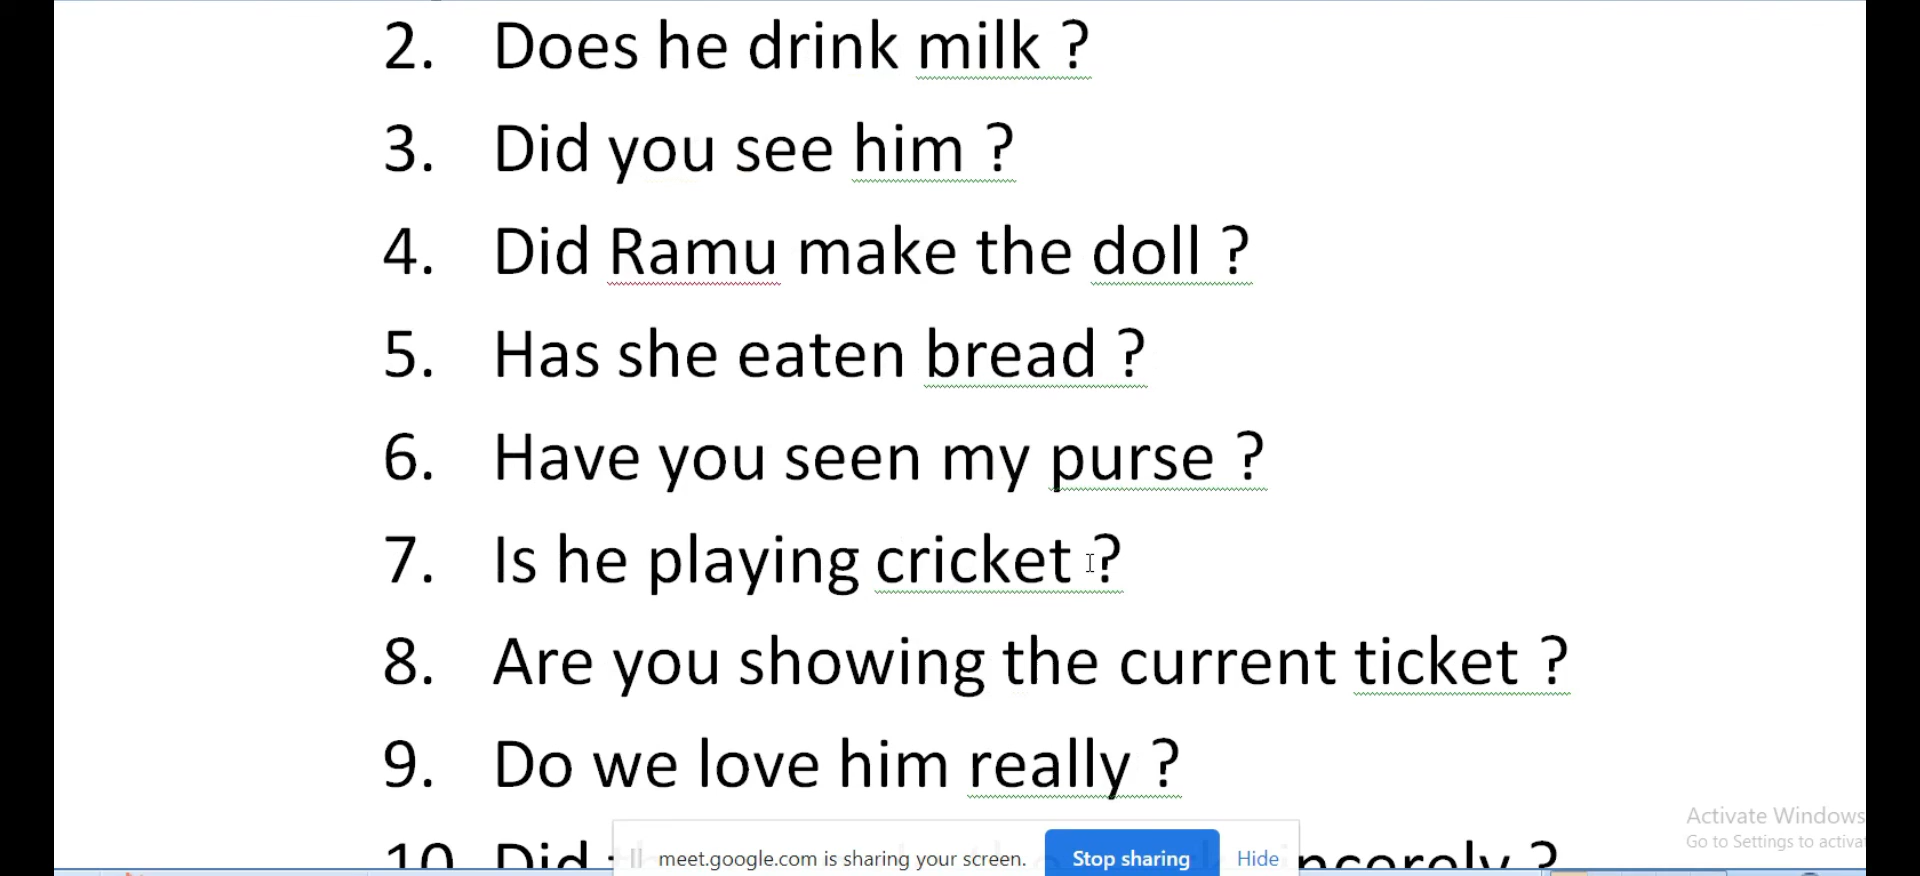 2. Does he drink milk ?
3. Did you see him ?
4. Did Ramu make the doll ?
5. Has she eaten bread ?
6. Have you seen my purse ?
7. Is he playing cricket ?
8. Are you showing the current ticket ?
9. Do we love him really ?
Activate Windows
Go to Settings to activa
10. Did sincerely ?
meet.google.com is sharing your screen. Stop sharing Hide